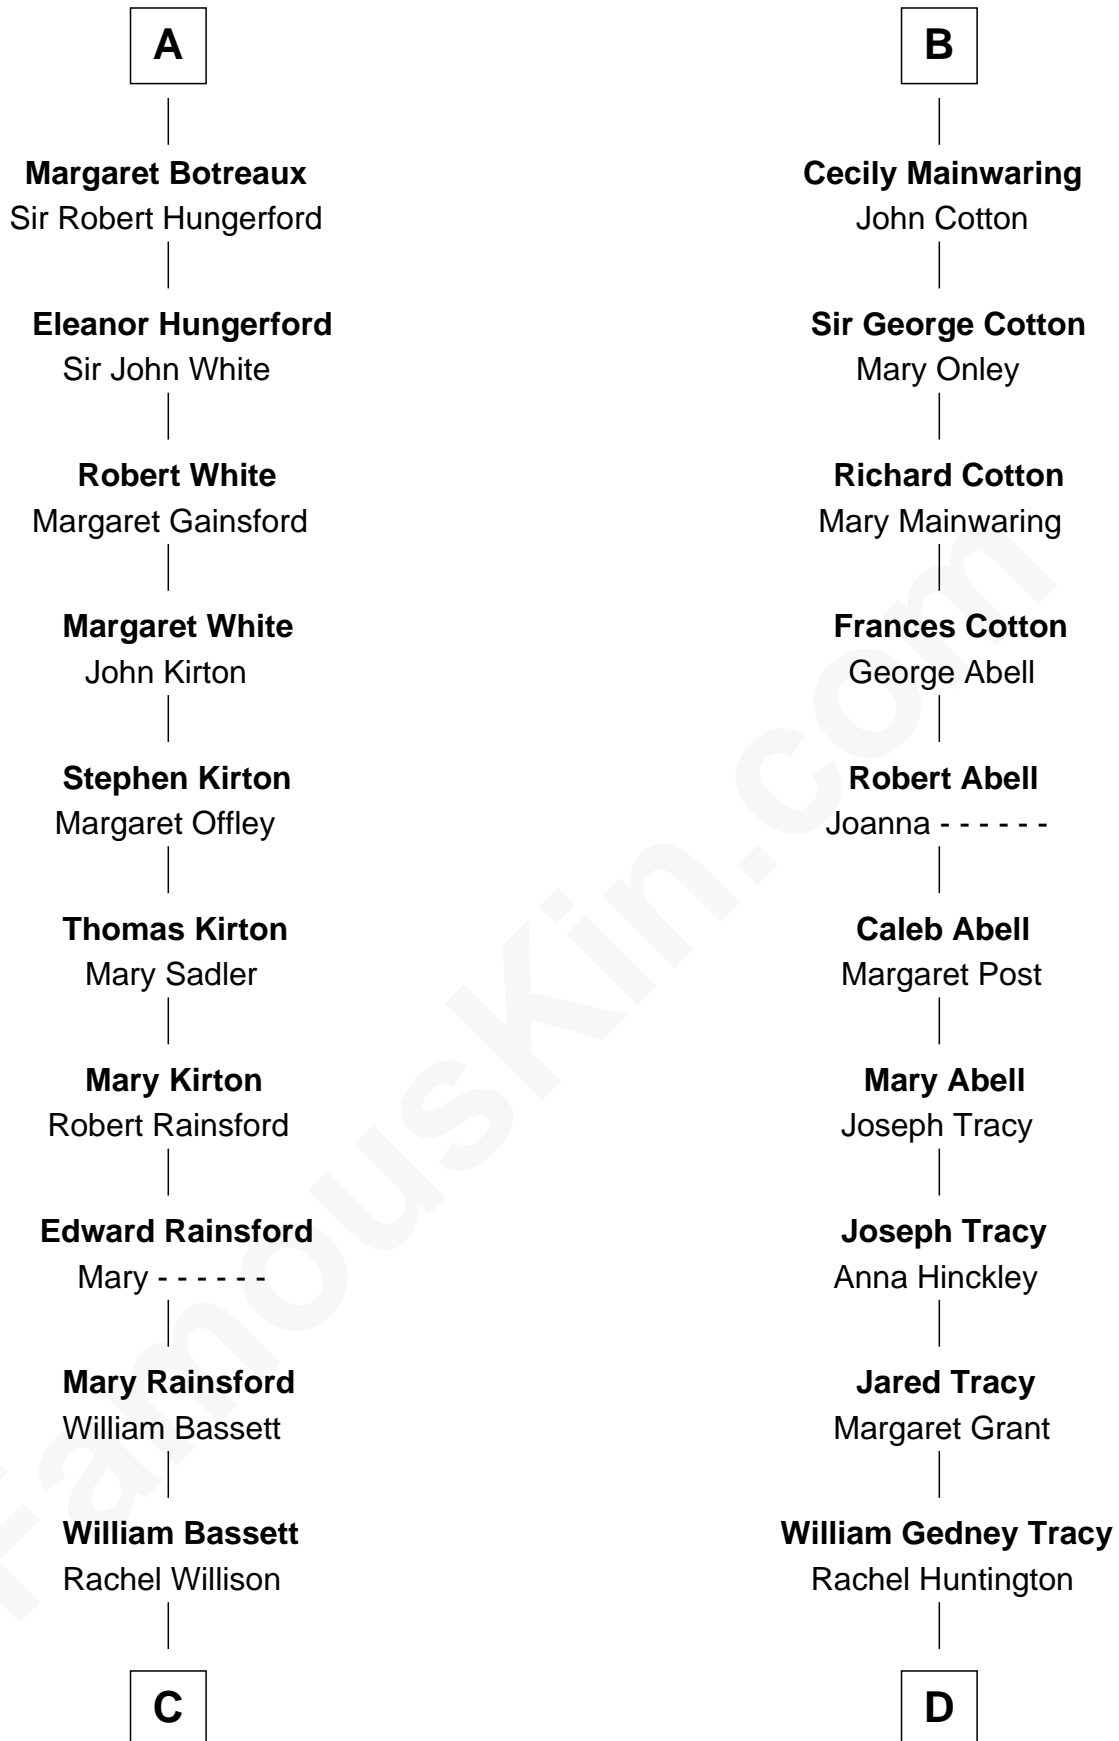 A
Margaret Botreaux
Sir Robert Hungerford
Eleanor Hungerford
Sir John White
Robert White
Margaret Gainsford
Margaret White
John Kirton
Stephen Kirton
Margaret Offley
Thomas Kirton
Mary Sadler
Mary Kirton
Robert Rainsford
Edward Rainsford
Mary - - - - - -
Mary Rainsford
William Bassett
William Bassett
Rachel Willison
C
B
Cecily Mainwaring
John Cotton
Sir George Cotton
Mary Onley
Richard Cotton
Mary Mainwaring
Frances Cotton
George Abell
Robert Abell
Joanna - - - - - -
Caleb Abell
Margaret Post
Mary Abell
Joseph Tracy
Joseph Tracy
Anna Hinckley
Jared Tracy
Margaret Grant
William Gedney Tracy
Rachel Huntington
D
FamousKin.com